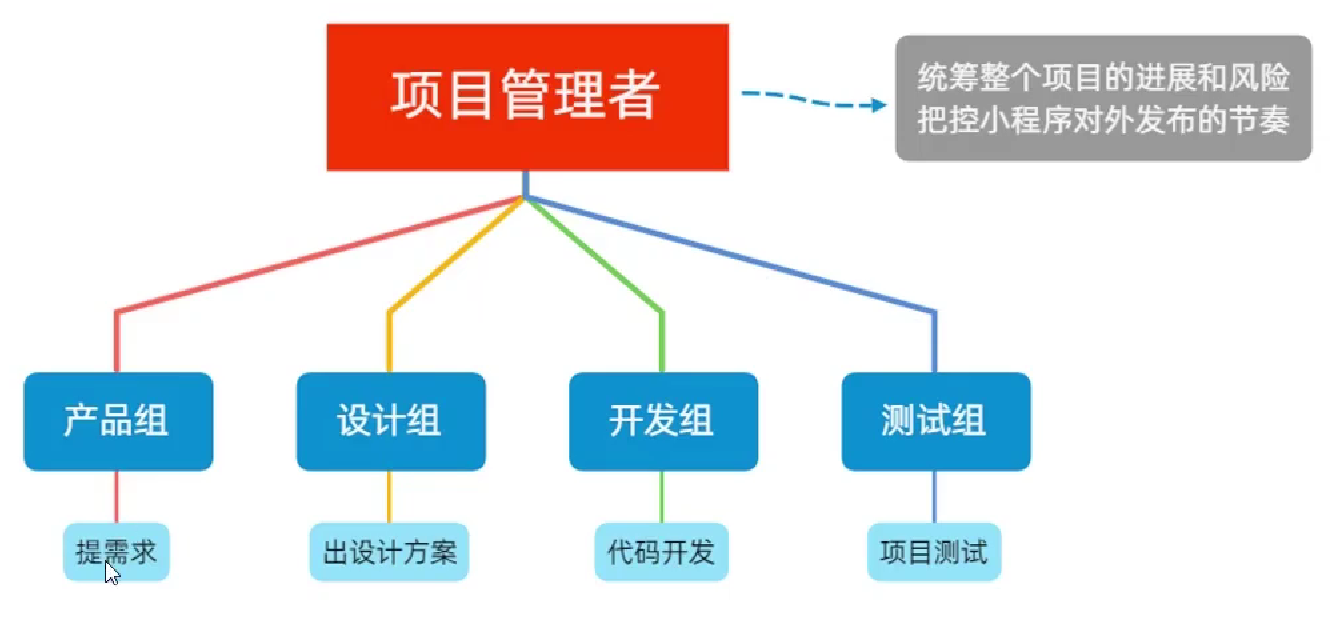 项目管理者
统筹整个项目的进展和风险
把控小程序对外发布的节奏
产品组
设计组
开发组
测试组
提需求
出设计方案
代码开发
项目测试